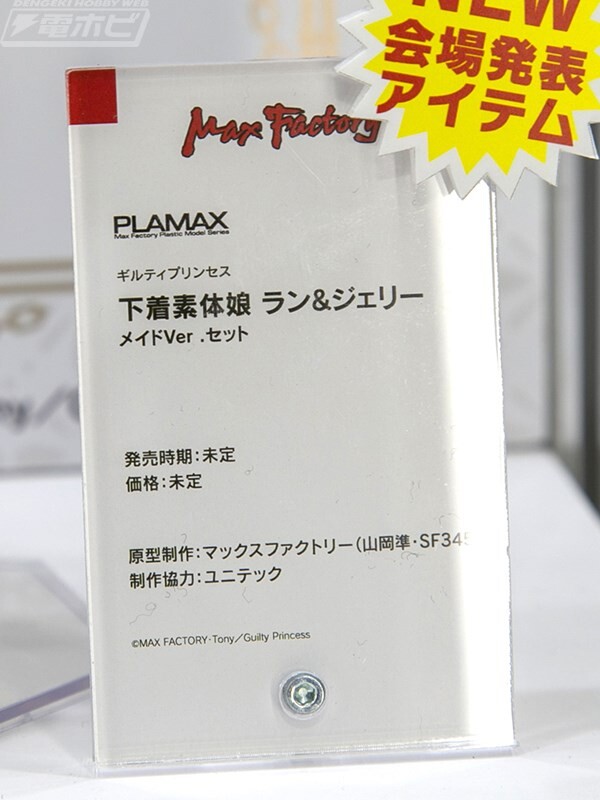 DENGEKI HOBBY WEB
電ホビ
NEW
会場発表
アイテム
Max Factory
PLAMAX
Max Factory Plastic Model Series
ギルティプリンセス
下着素体娘 ラン&ジェリー
メイドVer .セット
発売時期:未定
価格:未定
原型制作:マックスファクトリー(山岡準・SF345
制作協力:ユニテック
©MAX FACTORY・Tony/Guilty Princess